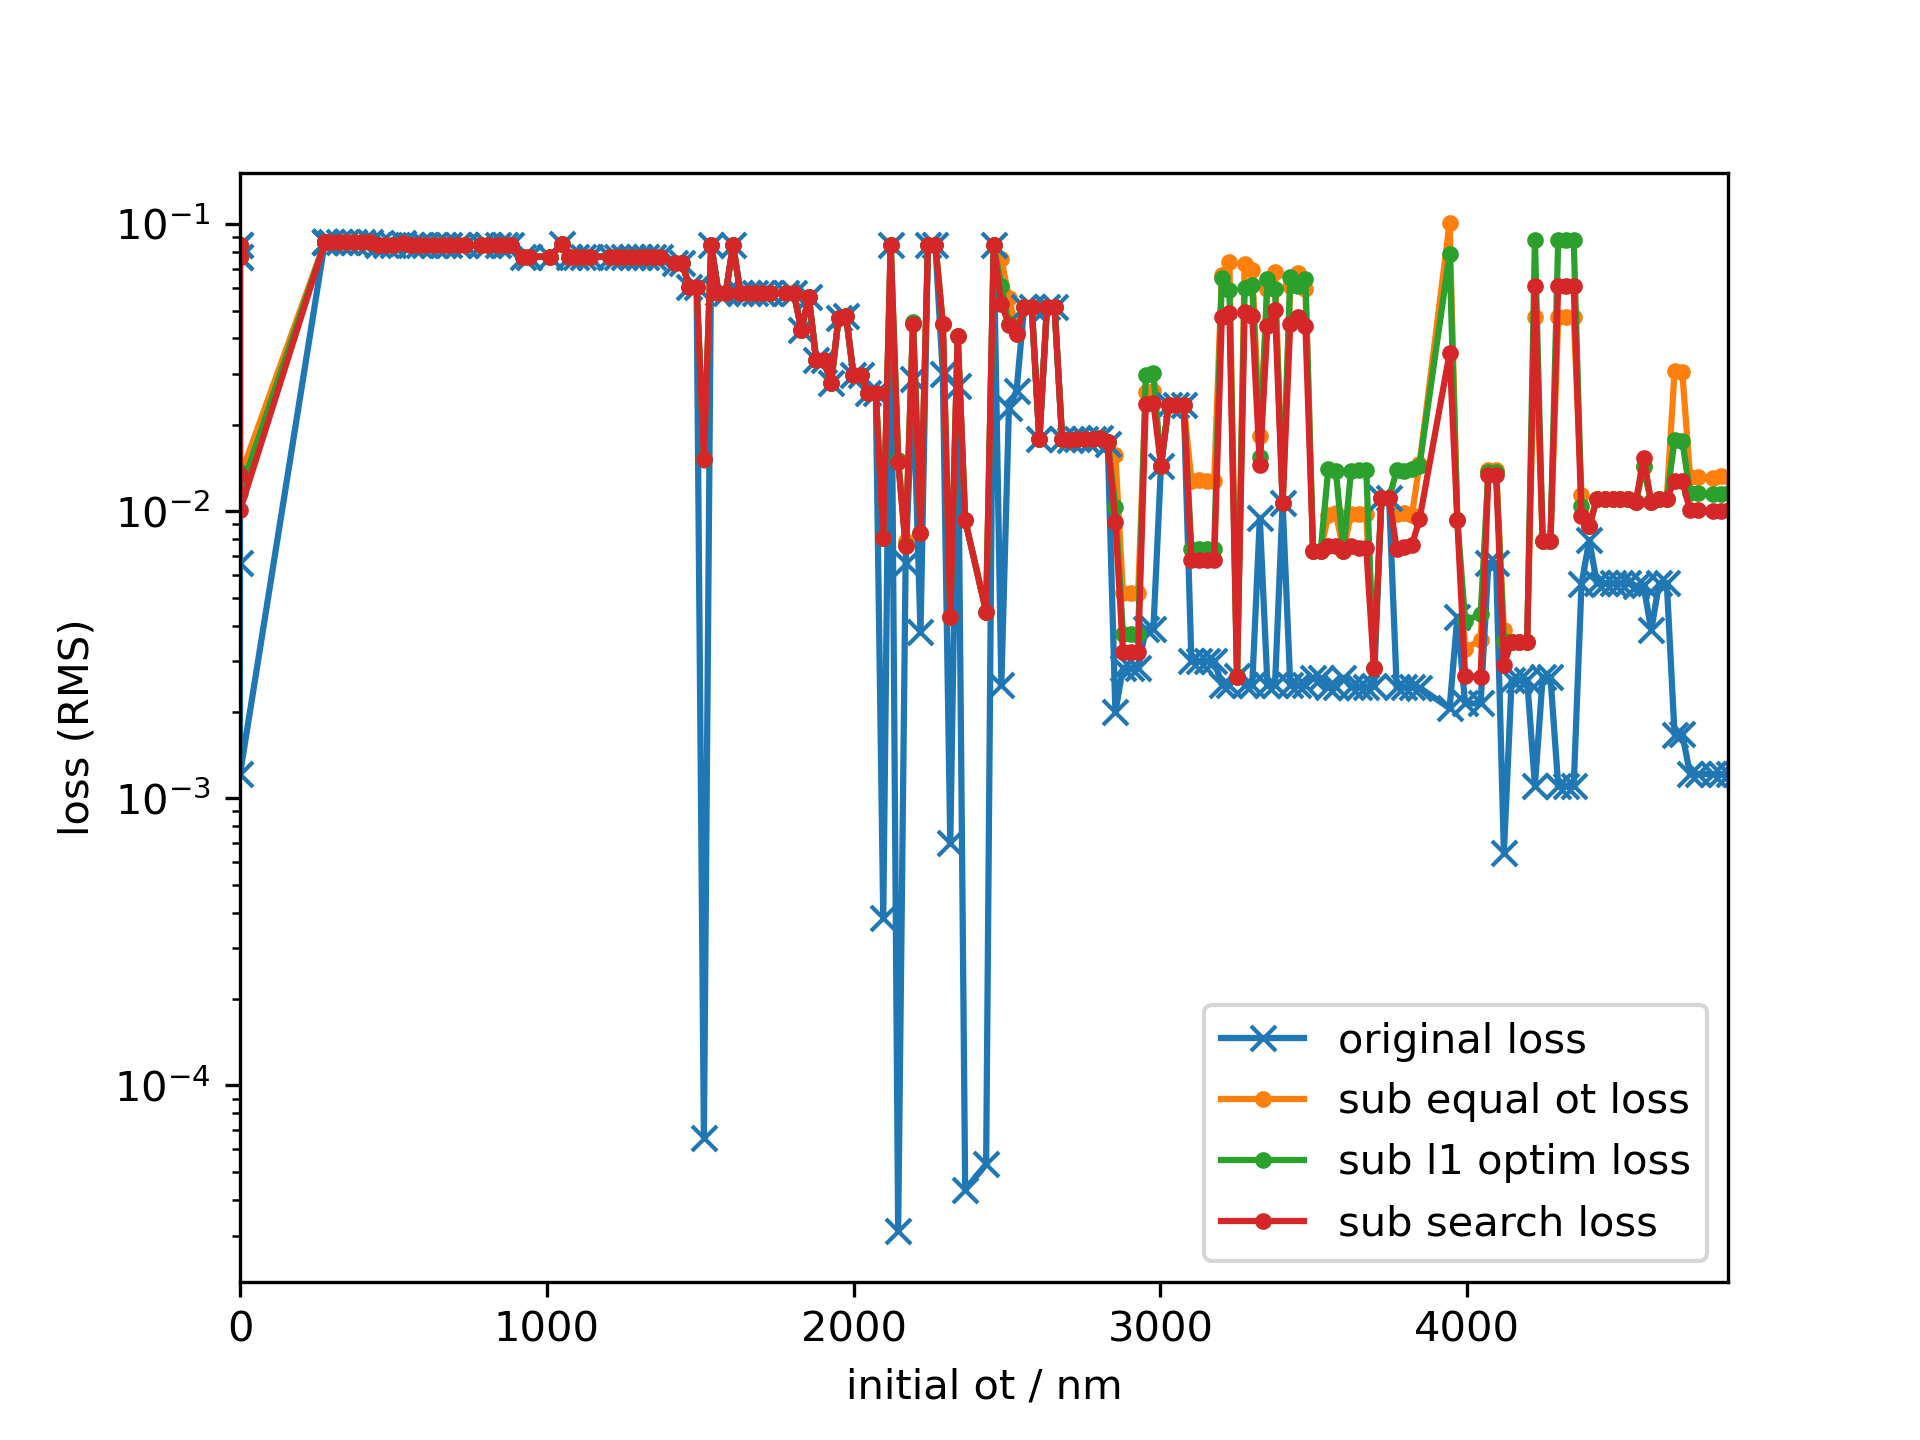 10⁻¹
10⁻²
10⁻³
10⁻⁴
loss (RMS)
0 1000 2000 3000 4000
initial ot / nm
original loss
sub equal ot loss
sub l1 optim loss
sub search loss